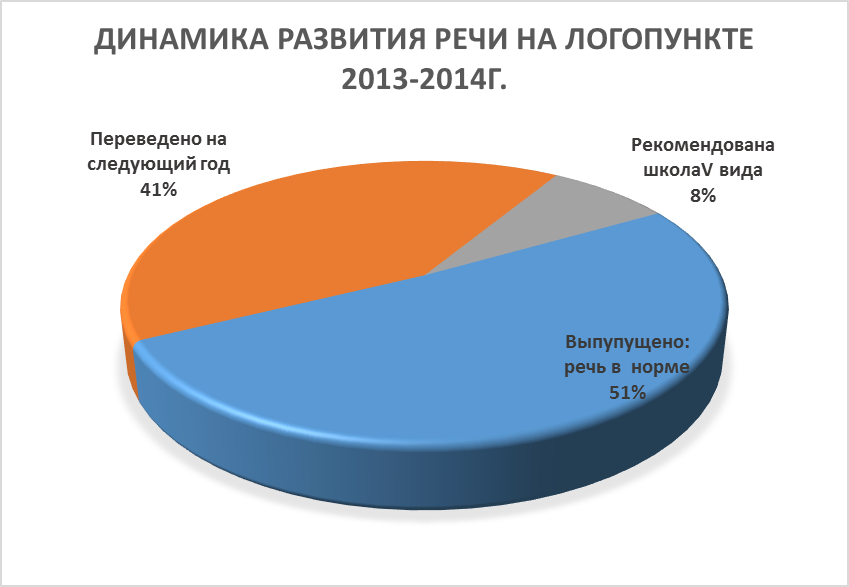 ДИНАМИКА РАЗВИТИЯ РЕЧИ НА ЛОГОПУНКТЕ
2013-2014Г.
Переведено на
следующий год
41%
Рекомендована
школаV вида
8%
Выпупущено:
речь в норме
51%